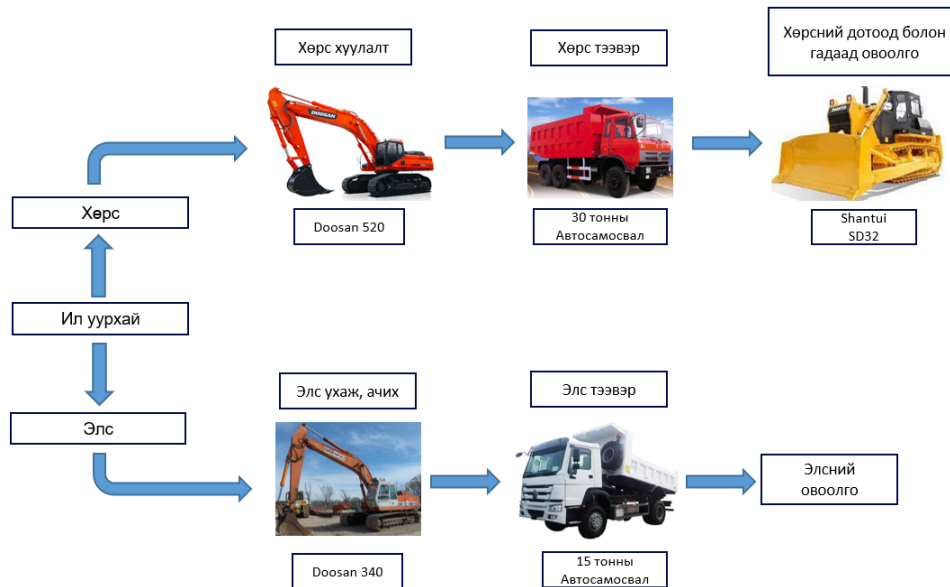 Хөрс хуулалт
Хөрс тээвэр
Хөрсний дотоод болон
гадаад овоолго
DOOSAN
Doosan 520
30 тонны
Автосамосвал
Shantui
SD32
Хөрс
Ил уурхай
Элс
Элс ухаж, ачих
Элс тээвэр
Элсний
овоолго
Doosan 340
15 тонны
Автосамосвал